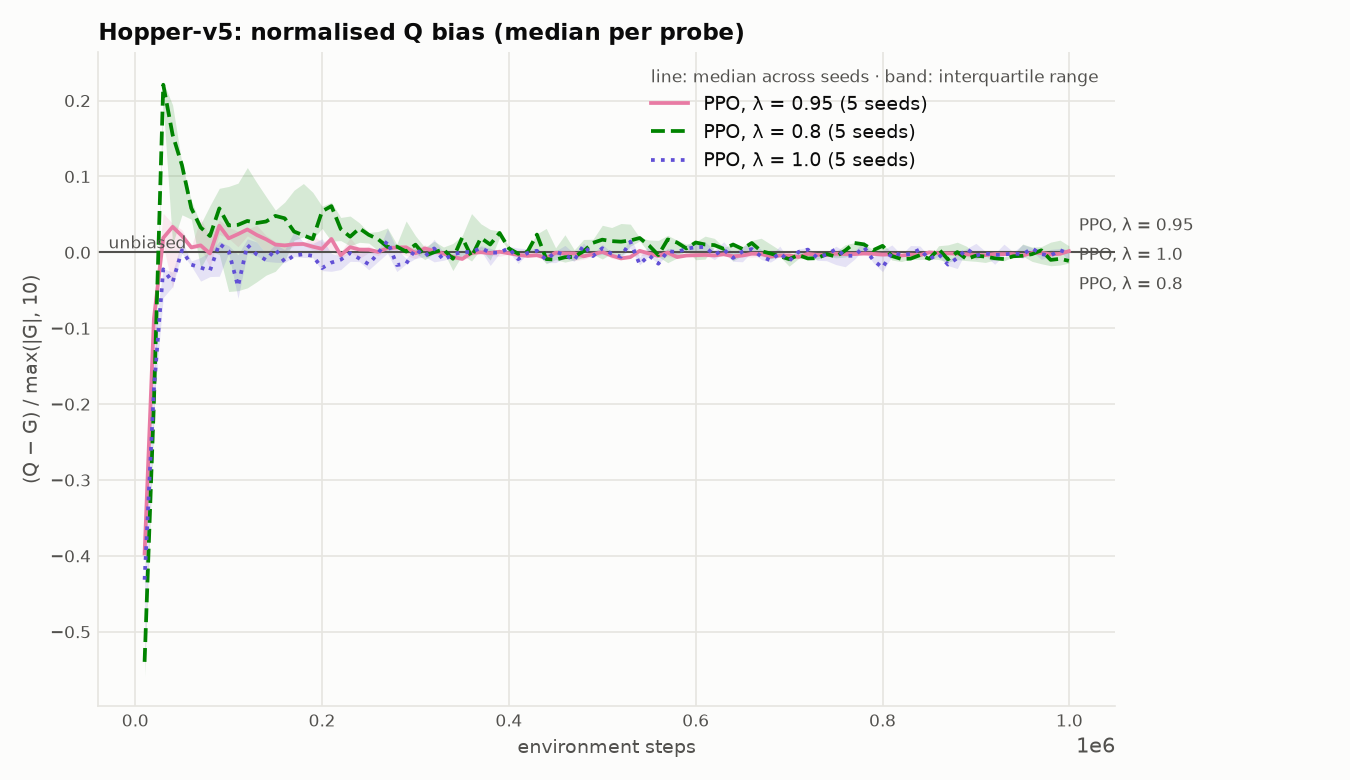 Hopper-v5: normalised Q bias (median per probe)
line: median across seeds · band: interquartile range
PPO, λ = 0.95 (5 seeds)
PPO, λ = 0.8 (5 seeds)
PPO, λ = 1.0 (5 seeds)
0.2
0.1
0.0
−0.1
−0.2
−0.3
−0.4
−0.5
(Q − G) / max(|G|, 10)
unbiased
PPO, λ = 0.95
PPO, λ = 1.0
PPO, λ = 0.8
0.0 0.2 0.4 0.6 0.8 1.0
environment steps
1e6